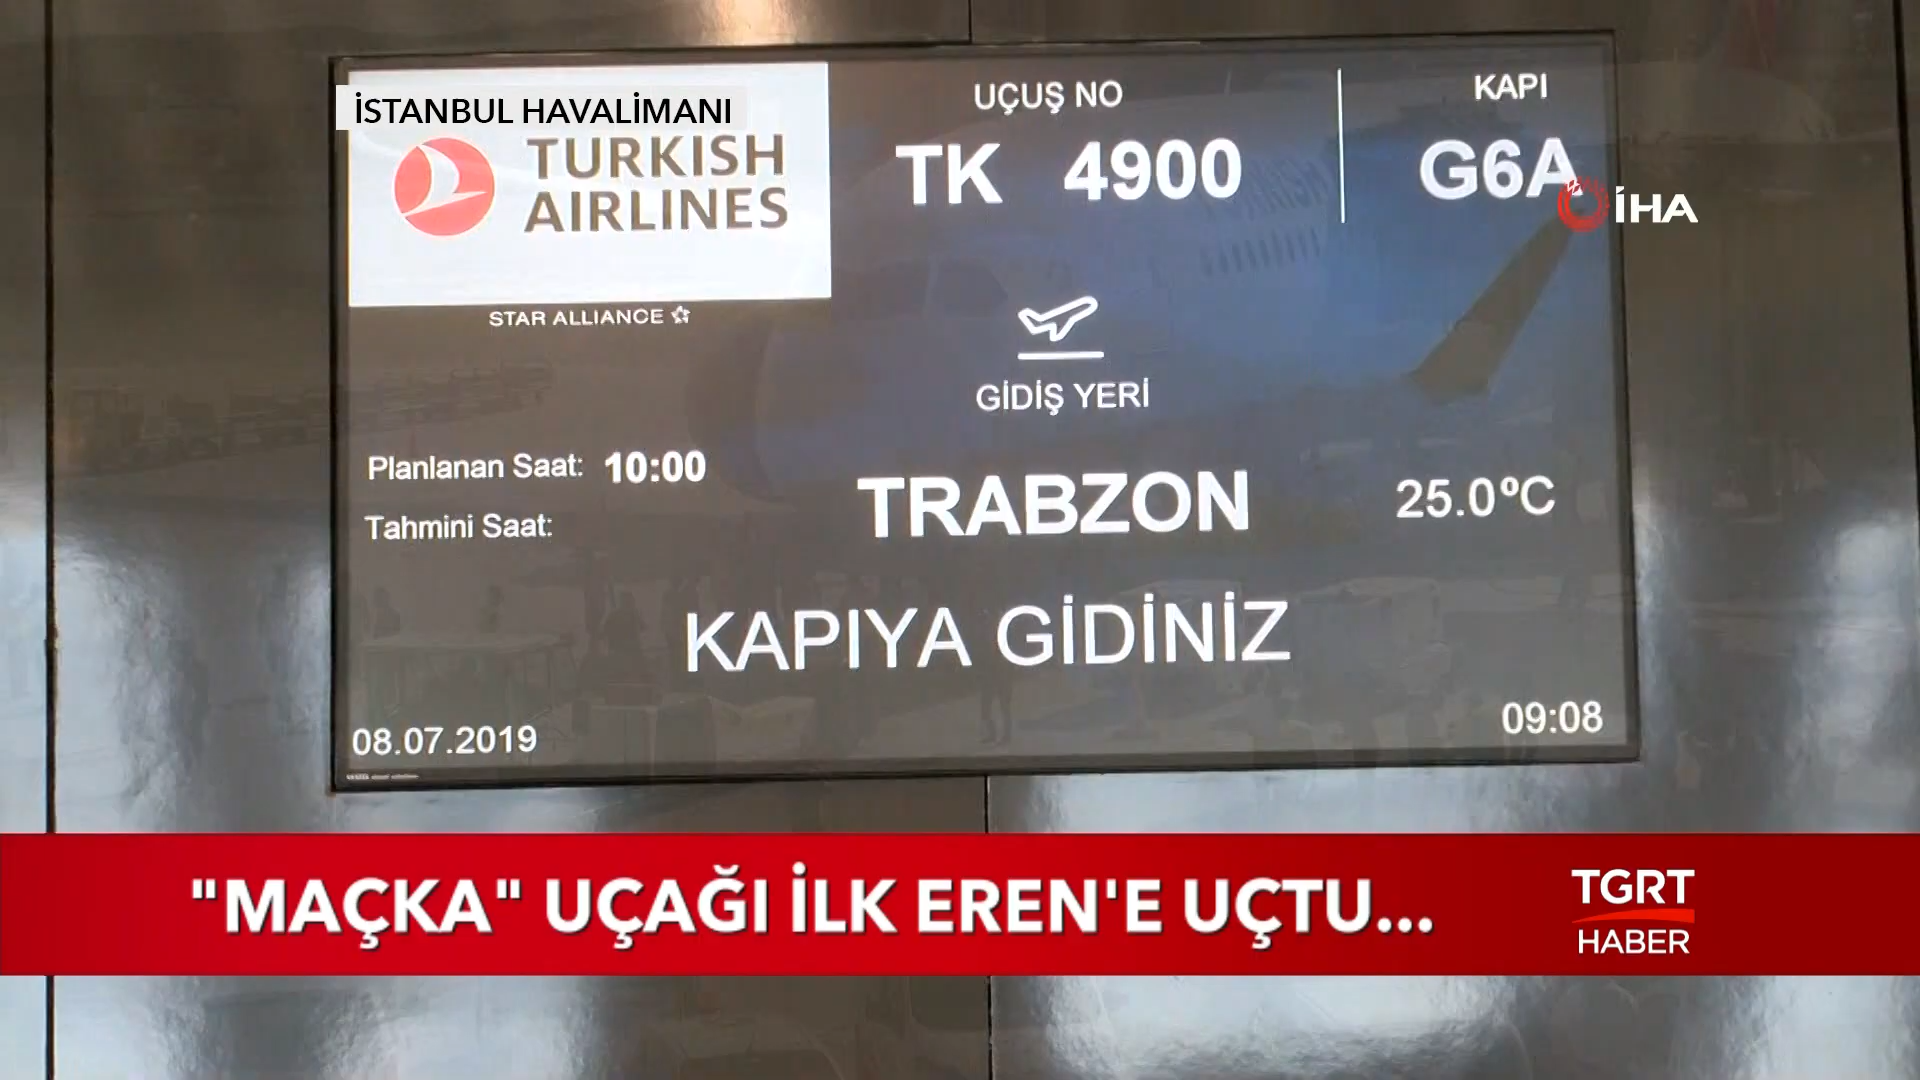 İSTANBUL HAVALİMANI
TURKISH
AIRLINES
STAR ALLIANCE
UÇUŞ NO
TK 4900
KAPI
G6A
İHA
GİDİŞ YERİ
Planlanan Saat: 10:00
Tahmini Saat:
TRABZON
25.0°C
KAPIYA GİDİNİZ
08.07.2019
09:08
"MAÇKA" UÇAĞI İLK EREN'E UÇTU...
TGRT
HABER